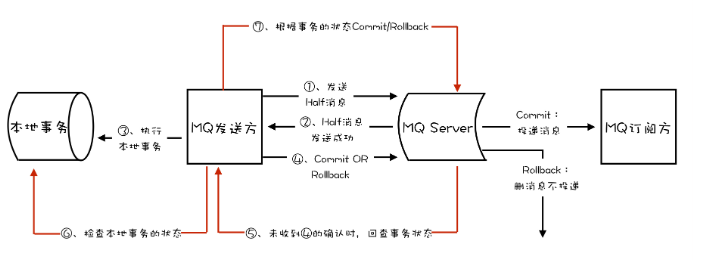 ⑦、根据事务的状态Commit/Rollback
①、发送
Half消息
本地事务
③、执行
本地事务
MQ发送方
②、Half消息
发送成功
MQ Server
Commit：
投递消息
MQ订阅方
④、Commit OR
Rollback
Rollback：
删消息不投递
⑥、检查本地事务的状态
⑤、未收到④的确认时，回查事务状态